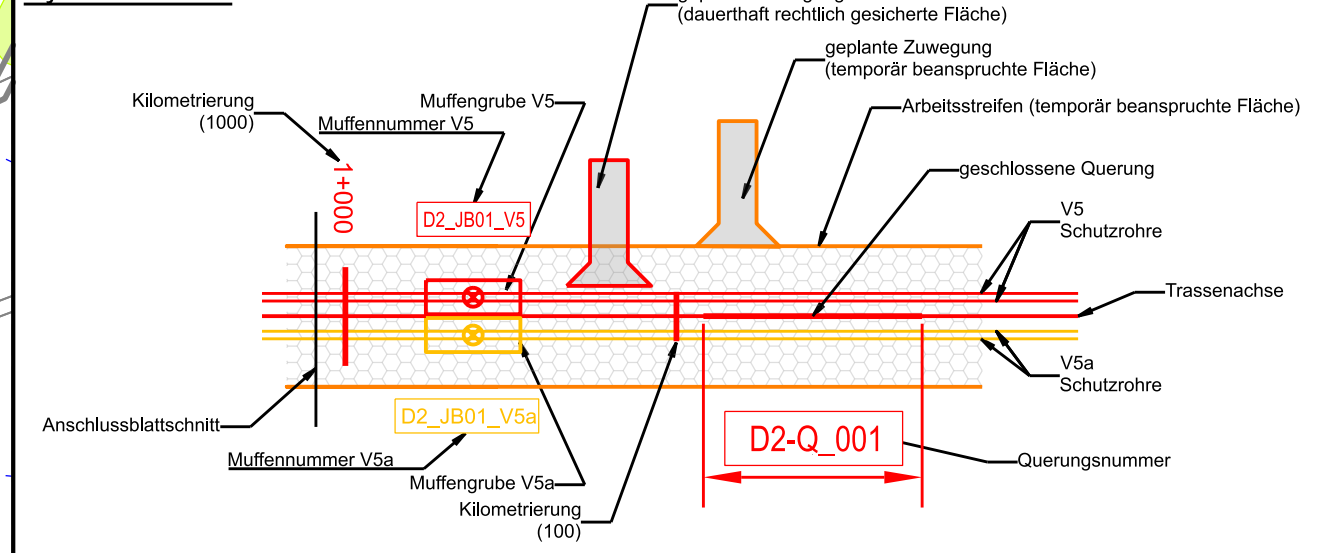 (dauerthaft rechtlich gesicherte Fläche)
geplante Zuwegung
(temporär beanspruchte Fläche)
Kilometrierung
(1000)
Muffengrube V5
Arbeitsstreifen (temporär beanspruchte Fläche)
Muffennummer V5
geschlossene Querung
1+000
D2_JB01_V5
V5
Schutzrohre
Trassenachse
V5a
Schutzrohre
Anschlussblattschnitt
D2_JB01_V5a
D2-Q_001
Muffennummer V5a
Querungsnummer
Muffengrube V5a
Kilometrierung
(100)